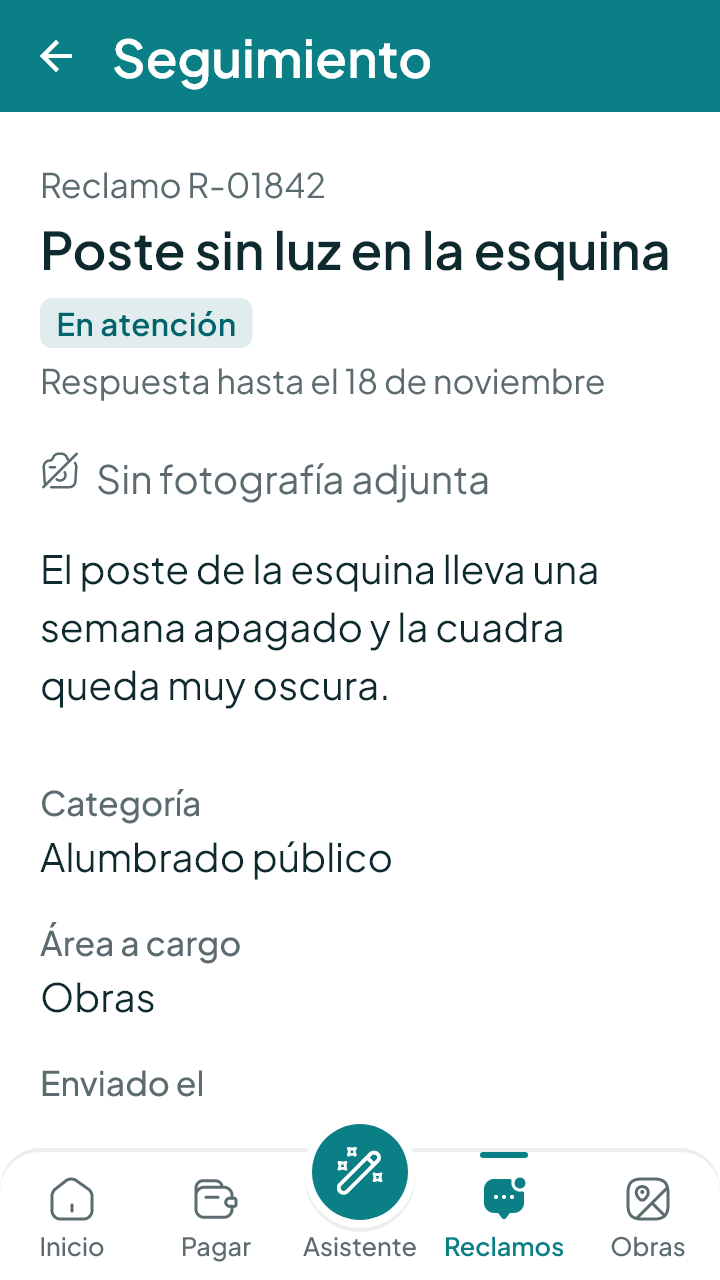 Seguimiento
Reclamo R-01842
Poste sin luz en la esquina
En atención
Respuesta hasta el 18 de noviembre
Sin fotografía adjunta
El poste de la esquina lleva una
semana apagado y la cuadra
queda muy oscura.
Categoría
Alumbrado público
Área a cargo
Obras
Enviado el
Inicio
Pagar
Asistente
Reclamos
Obras